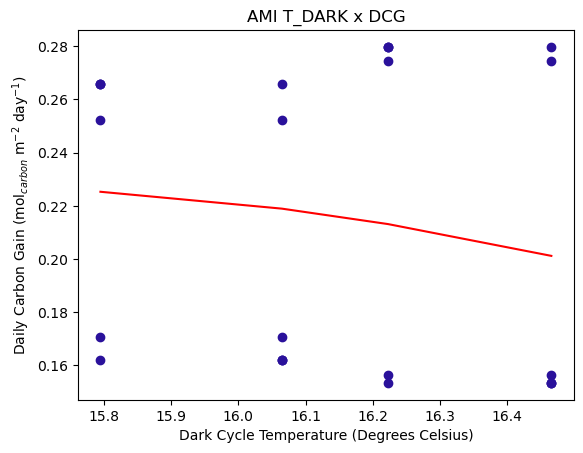 AMI T_DARK x DCG
Daily Carbon Gain (mol$_{carbon}$ m$^{-2}$ day$^{-1}$)
0.28
0.26
0.24
0.22
0.20
0.18
0.16
15.8 15.9 16.0 16.1 16.2 16.3 16.4
Dark Cycle Temperature (Degrees Celsius)